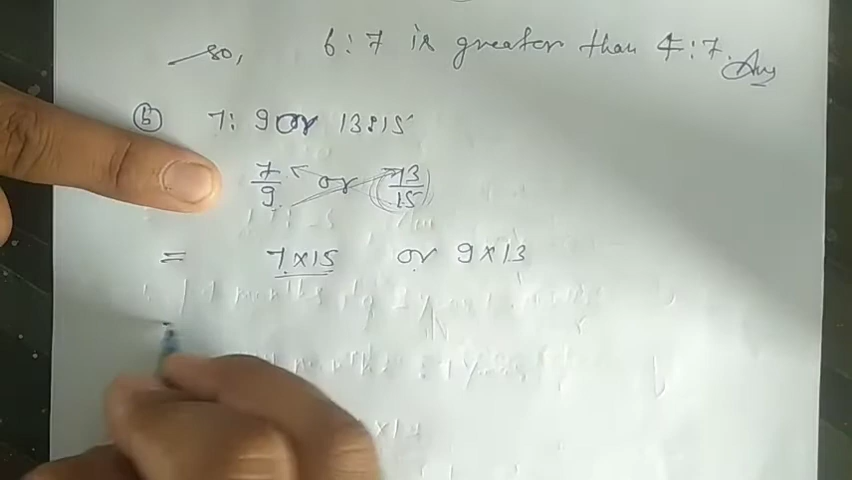 so, 6:7 is greater than 4:7. Ans
(b) 7:9 or 13:15
7/9 or 13/15
= 7×15 or 9×13